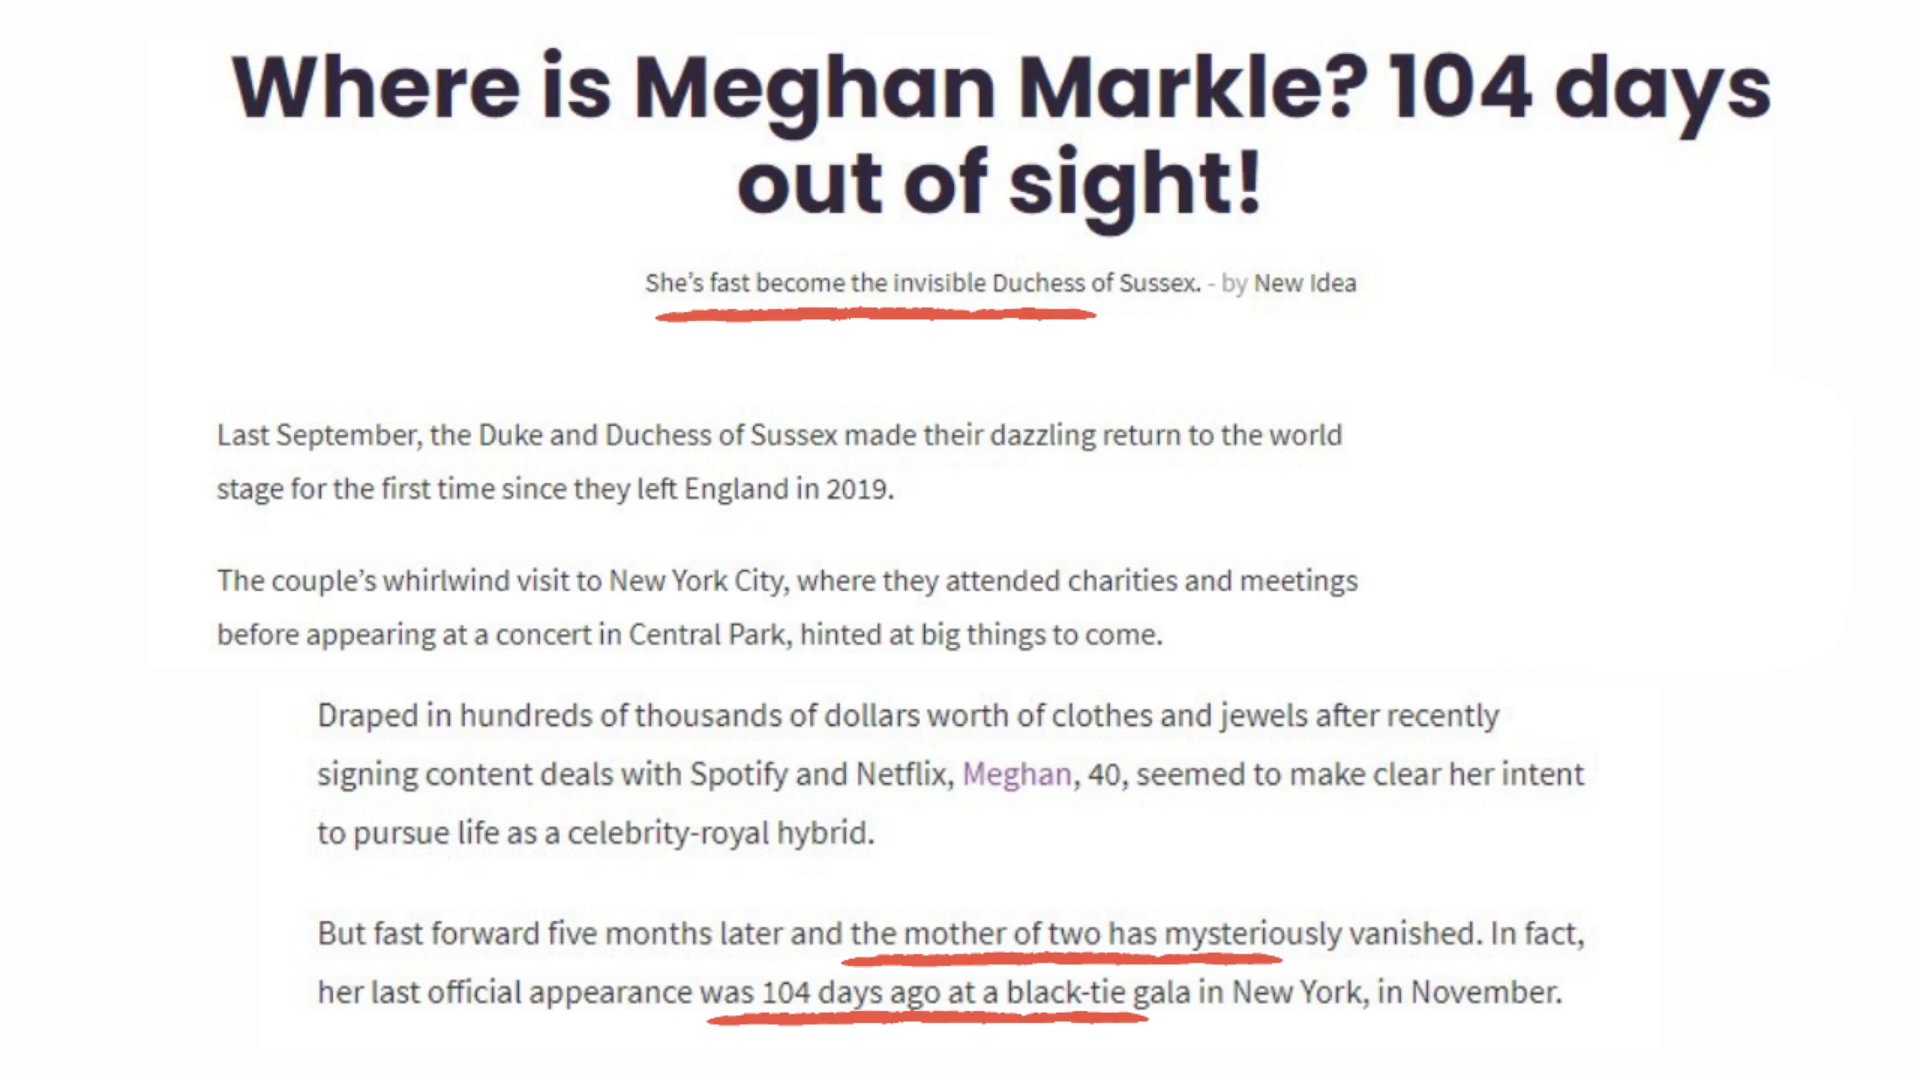 Where is Meghan Markle? 104 days
out of sight!
She's fast become the invisible Duchess of Sussex. - by New Idea
Last September, the Duke and Duchess of Sussex made their dazzling return to the world
stage for the first time since they left England in 2019.
The couple’s whirlwind visit to New York City, where they attended charities and meetings
before appearing at a concert in Central Park, hinted at big things to come.
Draped in hundreds of thousands of dollars worth of clothes and jewels after recently
signing content deals with Spotify and Netflix, Meghan, 40, seemed to make clear her intent
to pursue life as a celebrity-royal hybrid.
But fast forward five months later and the mother of two has mysteriously vanished. In fact,
her last official appearance was 104 days ago at a black-tie gala in New York, in November.